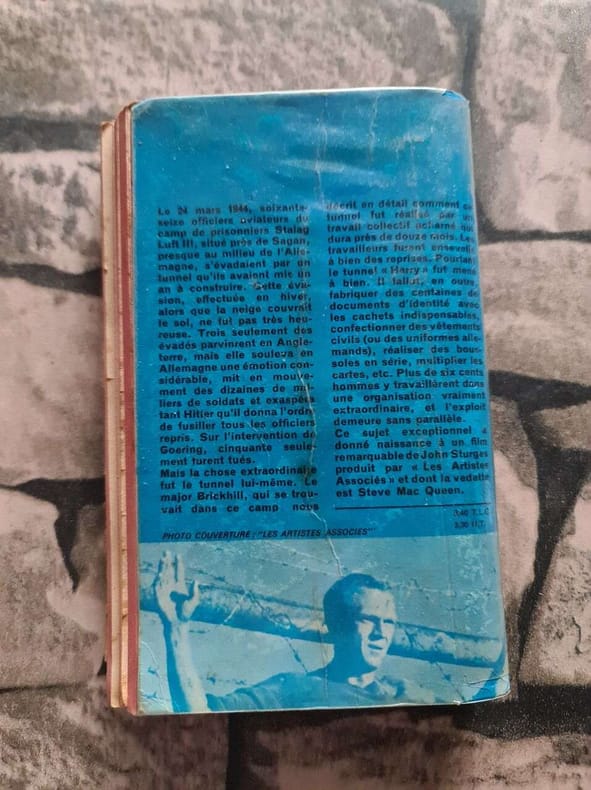 Le 24 mars 1944, soixante-
seize officiers aviateurs du
camp de prisonniers Stalag
Luft III, situé près de Sagan,
presque au milieu de l'Alle-
magne, s'évadaient par un
tunnel qu'ils avaient mis un
an à construire. Cette éva-
sion, effectuée en hiver,
alors que la neige couvrait
le sol, ne fut pas très heu-
reuse. Trois seulement des
évadés parvinrent en Angle-
terre, mais elle souleva en
Allemagne une émotion con-
sidérable, mit en mouve-
ment des dizaines de mil-
liers de soldats et exaspéra
tant Hitler qu'il donna l'ordre
de fusiller tous les officiers
repris. Sur l'intervention de
Goering, cinquante seule-
ment furent tués.
Mais la chose extraordinaire
fut le tunnel lui-même. Le
major Brickhill, qui se trou-
vait dans ce camp nous
décrit en détail comment ce
tunnel fut réalisé par un
travail collectif acharné qui
dura près de douze mois. Les
travailleurs furent ensevelis
à bien des reprises. Pourtant
le tunnel « Harry » fut mené
à bien. Il fallut, en outre,
fabriquer des centaines de
documents d'identité avec
les cachets indispensables,
confectionner des vêtements
civils (ou des uniformes alle-
mands), réaliser des bous-
soles en série, multiplier les
cartes, etc. Plus de six cents
hommes y travaillèrent dans
une organisation vraiment
extraordinaire, et l'exploit
demeure sans parallèle.
Ce sujet exceptionnel a
donné naissance à un film
remarquable de John Sturges
produit par « Les Artistes
Associés » et dont la vedette
est Steve Mac Queen.
3,40 T.L.C.
3,30 H.T.
PHOTO COUVERTURE : "LES ARTISTES ASSOCIES"